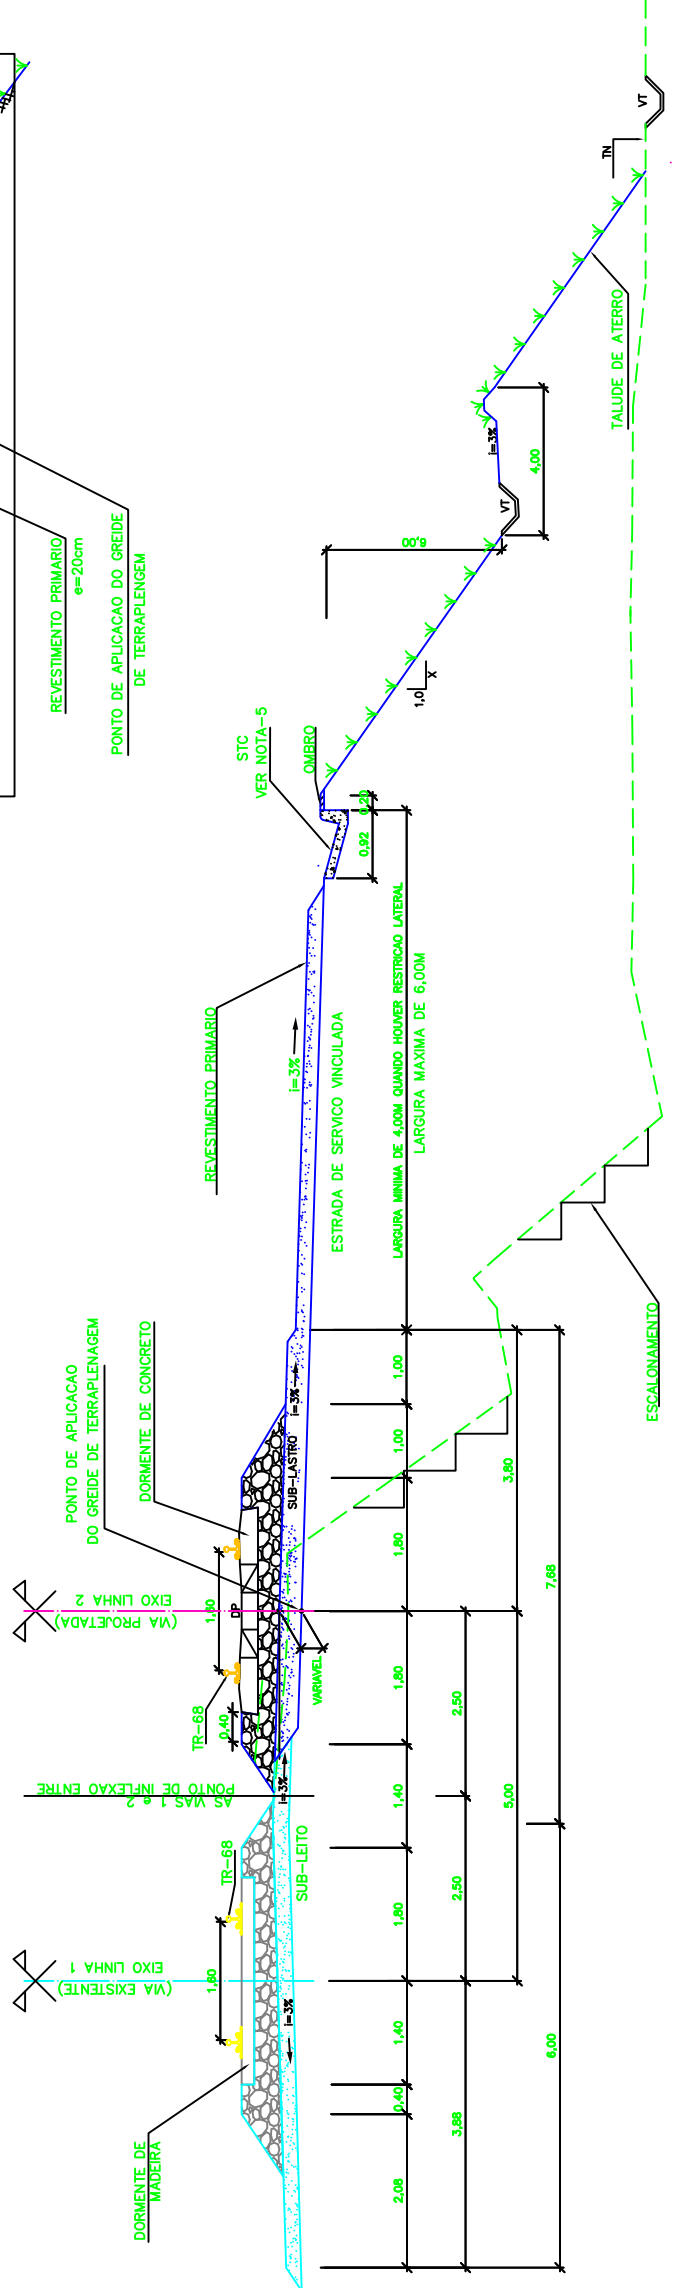 REVESTIMENTO PRIMARIO
e=20cm
PONTO DE APLICACAO DO GREIDE
DE TERRAPLENGEM
VT
TN
TALUDE DE ATERRO
i=3%
4,00
VT
8,00
1,0
X
STC
VER NOTA-5
OMBRO
0,20
0,92
REVESTIMENTO PRIMARIO
i=3%
ESTRADA DE SERVICO VINCULADA
LARGURA MINIMA DE 4,00M QUANDO HOUVER RESTRICAO LATERAL
LARGURA MAXIMA DE 6,00M
ESCALONAMENTO
PONTO DE APLICACAO
DO GREIDE DE TERRAPLENAGEM
DORMENTE DE CONCRETO
i=3%
SUB-LASTRO
1,00
1,00
1,80
3,80
7,68
EIXO LINHA 2
(VIA PROJETADA)
1,60
DP
TR-68
0,40
VARIAVEL
1,80
2,50
5,00
PONTO DE INFLEXAO ENTRE
AS VIAS 1 e 2
i=3%
1,40
SUB-LEITO
TR-68
1,80
2,50
EIXO LINHA 1
(VIA EXISTENTE)
1,60
i=3%
1,40
0,40
3,88
6,00
DORMENTE DE
MADEIRA
2,08